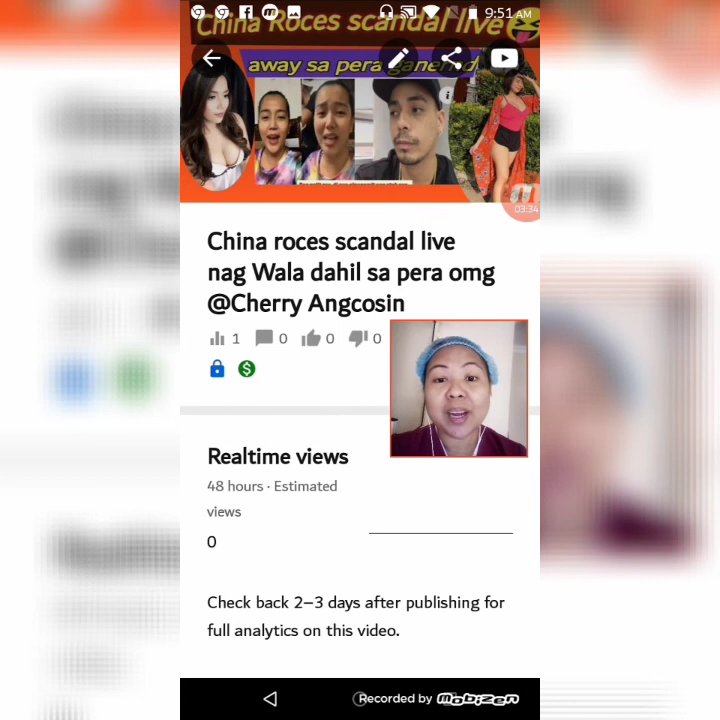 9:51 AM
China Roces scandal live
away sa pera
03:34
China roces scandal live
nag Wala dahil sa pera omg
@Cherry Angcosin
1 0 0 0
Realtime views
48 hours · Estimated
views
0
Check back 2–3 days after publishing for
full analytics on this video.
Recorded by mobizen